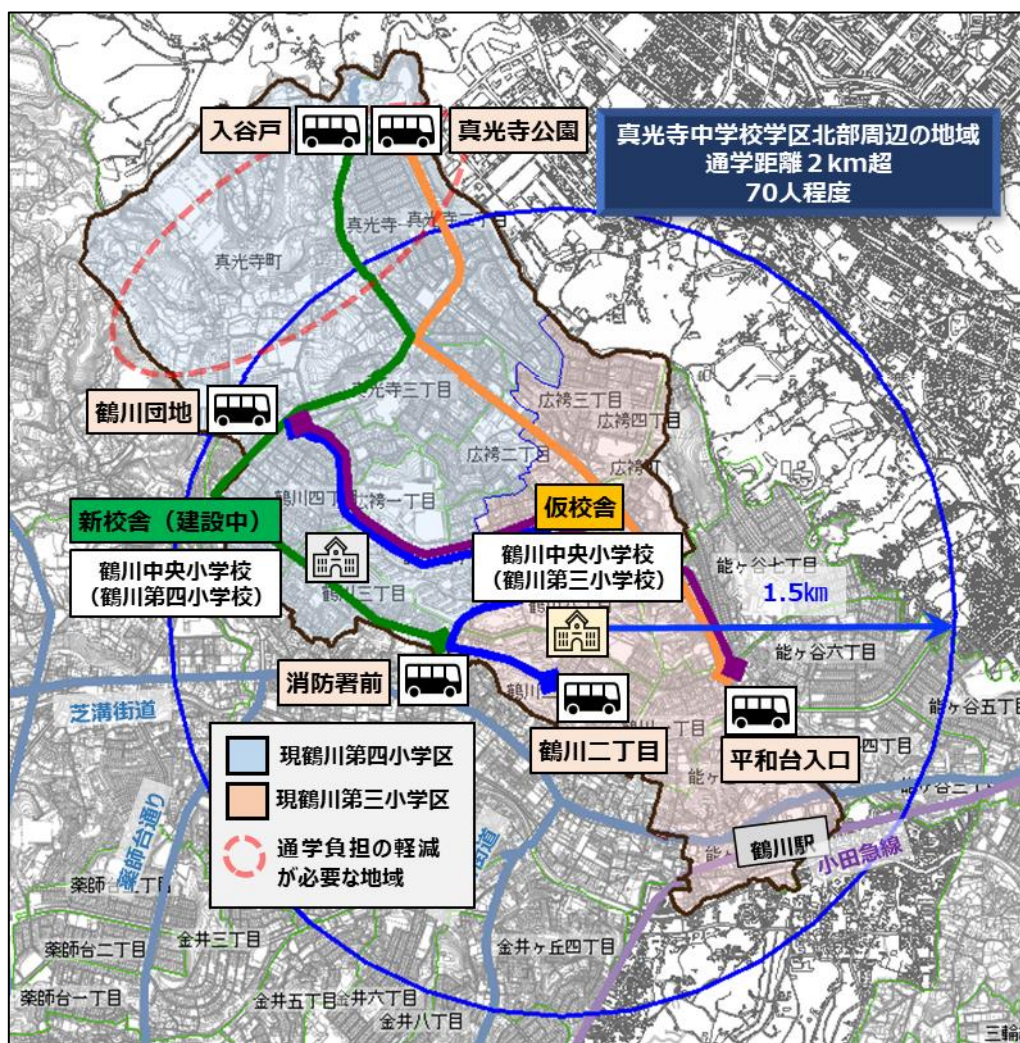 入谷戸
真光寺公園
真光寺中学校学区北部周辺の地域
通学距離2km超
70人程度
真光寺町
真光寺二丁目
真光寺三丁目
鶴川団地
広袴三丁目
広袴四丁目
広袴二丁目
広袴町
広袴一丁目
新校舎(建設中)
鶴川中央小学校
(鶴川第四小学校)
仮校舎
鶴川中央小学校
(鶴川第三小学校)
鶴川三丁目
能ヶ谷七丁目
1.5km
能ヶ谷六丁目
能ヶ谷五丁目
四丁目
消防署前
鶴川二丁目
平和台入口
芝溝街道
現鶴川第四小学区
現鶴川第三小学区
通学負担の軽減
が必要な地域
薬師台通り
街道
鶴川駅
小田急線
薬師台二丁目
薬師台一丁目
金井三丁目
金井五丁目
金井六丁目
金井八丁目
金井ヶ丘四丁目
三輪